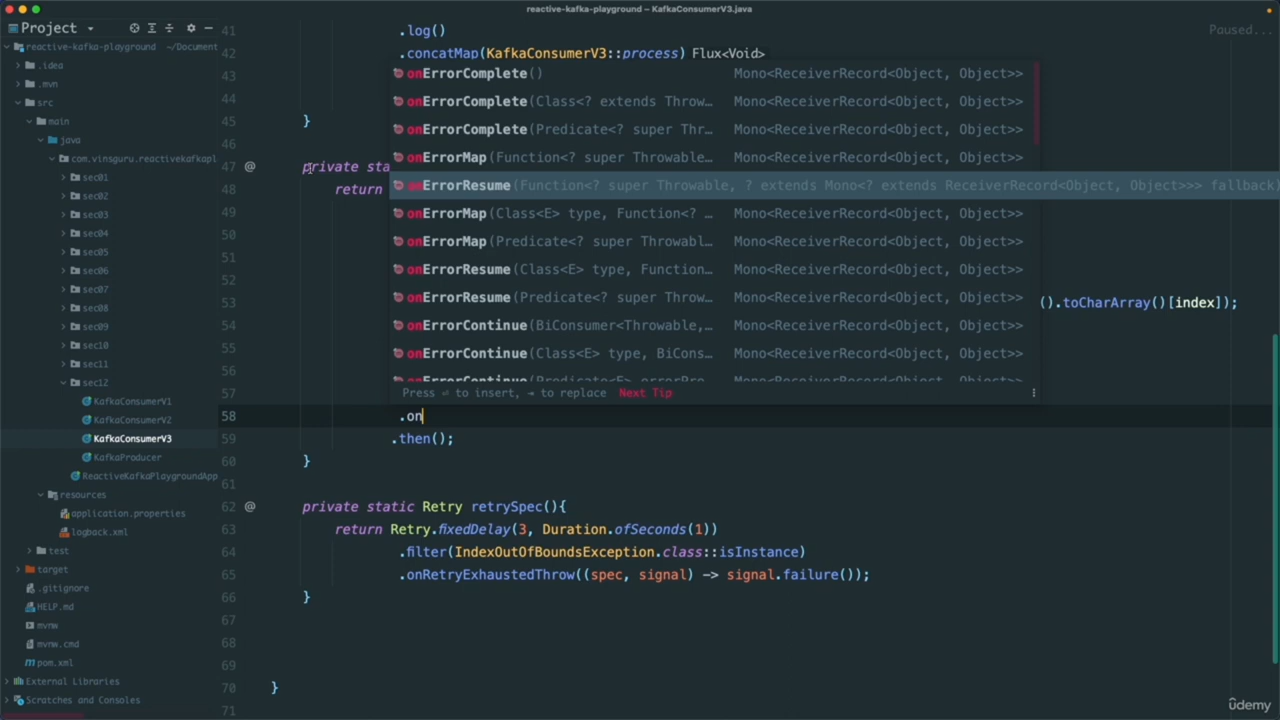 reactive-kafka-playground – KafkaConsumerV3.java
Project
Paused...
reactive-kafka-playground ~/Document
.idea
.mvn
src
main
java
com.vinsguru.reactivekafkapl
sec01
sec02
sec03
sec04
sec05
sec06
sec07
sec08
sec09
sec10
sec11
sec12
KafkaConsumerV1
KafkaConsumerV2
KafkaConsumerV3
KafkaProducer
ReactiveKafkaPlaygroundApp
resources
application.properties
logback.xml
test
target
.gitignore
HELP.md
mvnw
mvnw.cmd
pom.xml
External Libraries
Scratches and Consoles
41 .log()
42 .concatMap(KafkaConsumerV3::process) Flux<Void>
43
44
45 }
46
47 @ private sta
48 return
49
50
51
52
53 ().toCharArray()[index]);
54
55
56
57
58 .on
59 .then();
60 }
61
62 @ private static Retry retrySpec(){
63 return Retry.fixedDelay(3, Duration.ofSeconds(1))
64 .filter(IndexOutOfBoundsException.class::isInstance)
65 .onRetryExhaustedThrow((spec, signal) -> signal.failure());
66 }
67
68
69
70 }
71
onErrorComplete() Mono<ReceiverRecord<Object, Object>>
onErrorComplete(Class<? extends Throw… Mono<ReceiverRecord<Object, Object>>
onErrorComplete(Predicate<? super Thr… Mono<ReceiverRecord<Object, Object>>
onErrorMap(Function<? super Throwable… Mono<ReceiverRecord<Object, Object>>
onErrorResume(Function<? super Throwable, ? extends Mono<? extends ReceiverRecord<Object, Object>>> fallback)
onErrorMap(Class<E> type, Function<? … Mono<ReceiverRecord<Object, Object>>
onErrorMap(Predicate<? super Throwabl… Mono<ReceiverRecord<Object, Object>>
onErrorResume(Class<E> type, Function… Mono<ReceiverRecord<Object, Object>>
onErrorResume(Predicate<? super Throw… Mono<ReceiverRecord<Object, Object>>
onErrorContinue(BiConsumer<Throwable,… Mono<ReceiverRecord<Object, Object>>
onErrorContinue(Class<E> type, BiCons… Mono<ReceiverRecord<Object, Object>>
onErrorContinue(Predicate<E> errorPre… Mono<ReceiverRecord<Object, Object>>
Press ⏎ to insert, → to replace Next Tip
ûdemy